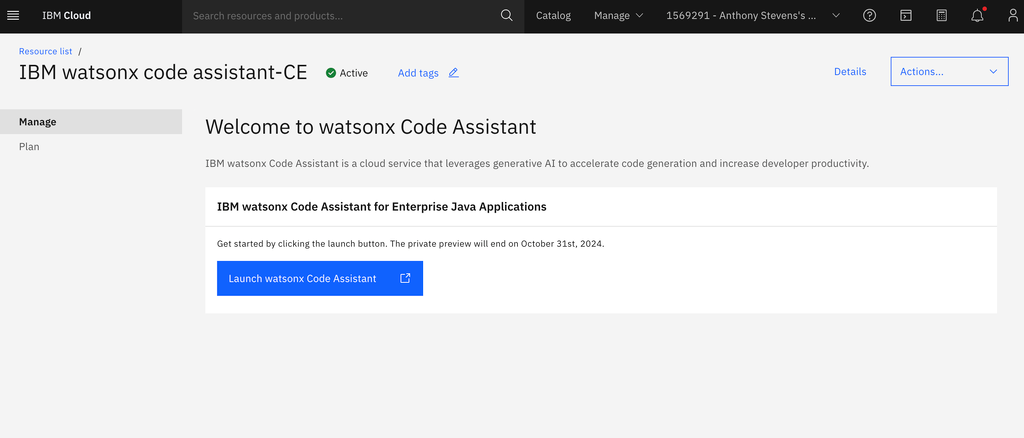 IBM Cloud Search resources and products... Catalog Manage 1569291 - Anthony Stevens's ...
Resource list /
IBM watsonx code assistant-CE Active Add tags Details Actions...
Manage
Plan
Welcome to watsonx Code Assistant
IBM watsonx Code Assistant is a cloud service that leverages generative AI to accelerate code generation and increase developer productivity.
IBM watsonx Code Assistant for Enterprise Java Applications
Get started by clicking the launch button. The private preview will end on October 31st, 2024.
Launch watsonx Code Assistant